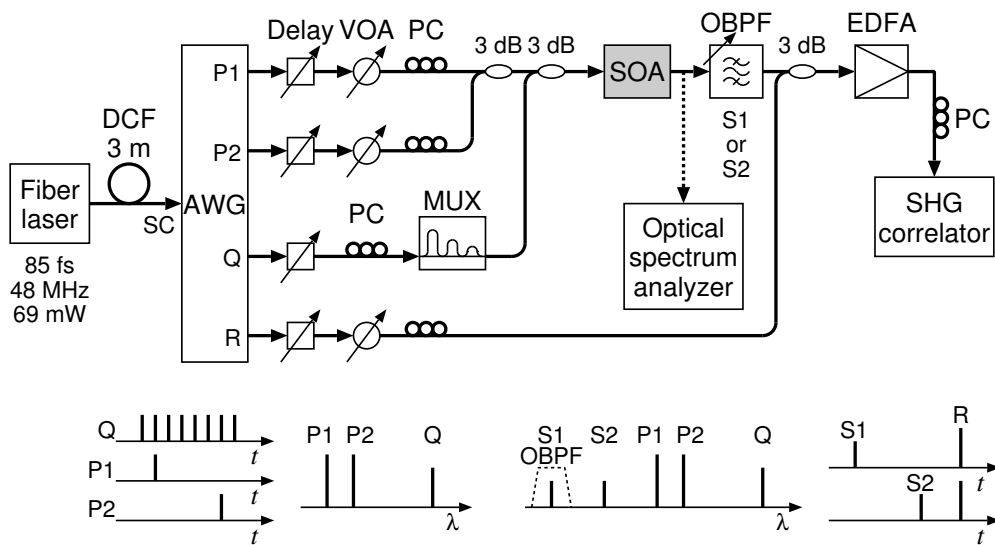 Delay VOA PC
3 dB 3 dB
OBPF
3 dB
EDFA
P1
SOA
DCF
3 m
S1
or
S2
PC
P2
Fiber
laser
SC
AWG
PC
MUX
SHG
correlator
Optical
spectrum
analyzer
Q
85 fs
48 MHz
69 mW
R
Q
t
P1
t
P2
t
P1 P2 Q
λ
S1 S2 P1 P2 Q
OBPF
λ
S1 R
t
S2
t